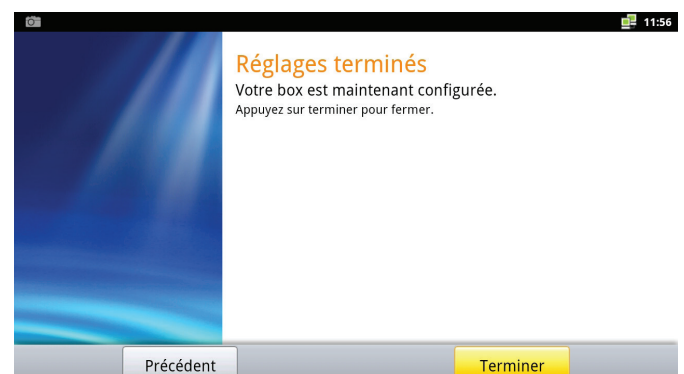 11:56
Réglages terminés
Votre box est maintenant configurée.
Appuyez sur terminer pour fermer.
Précédent
Terminer